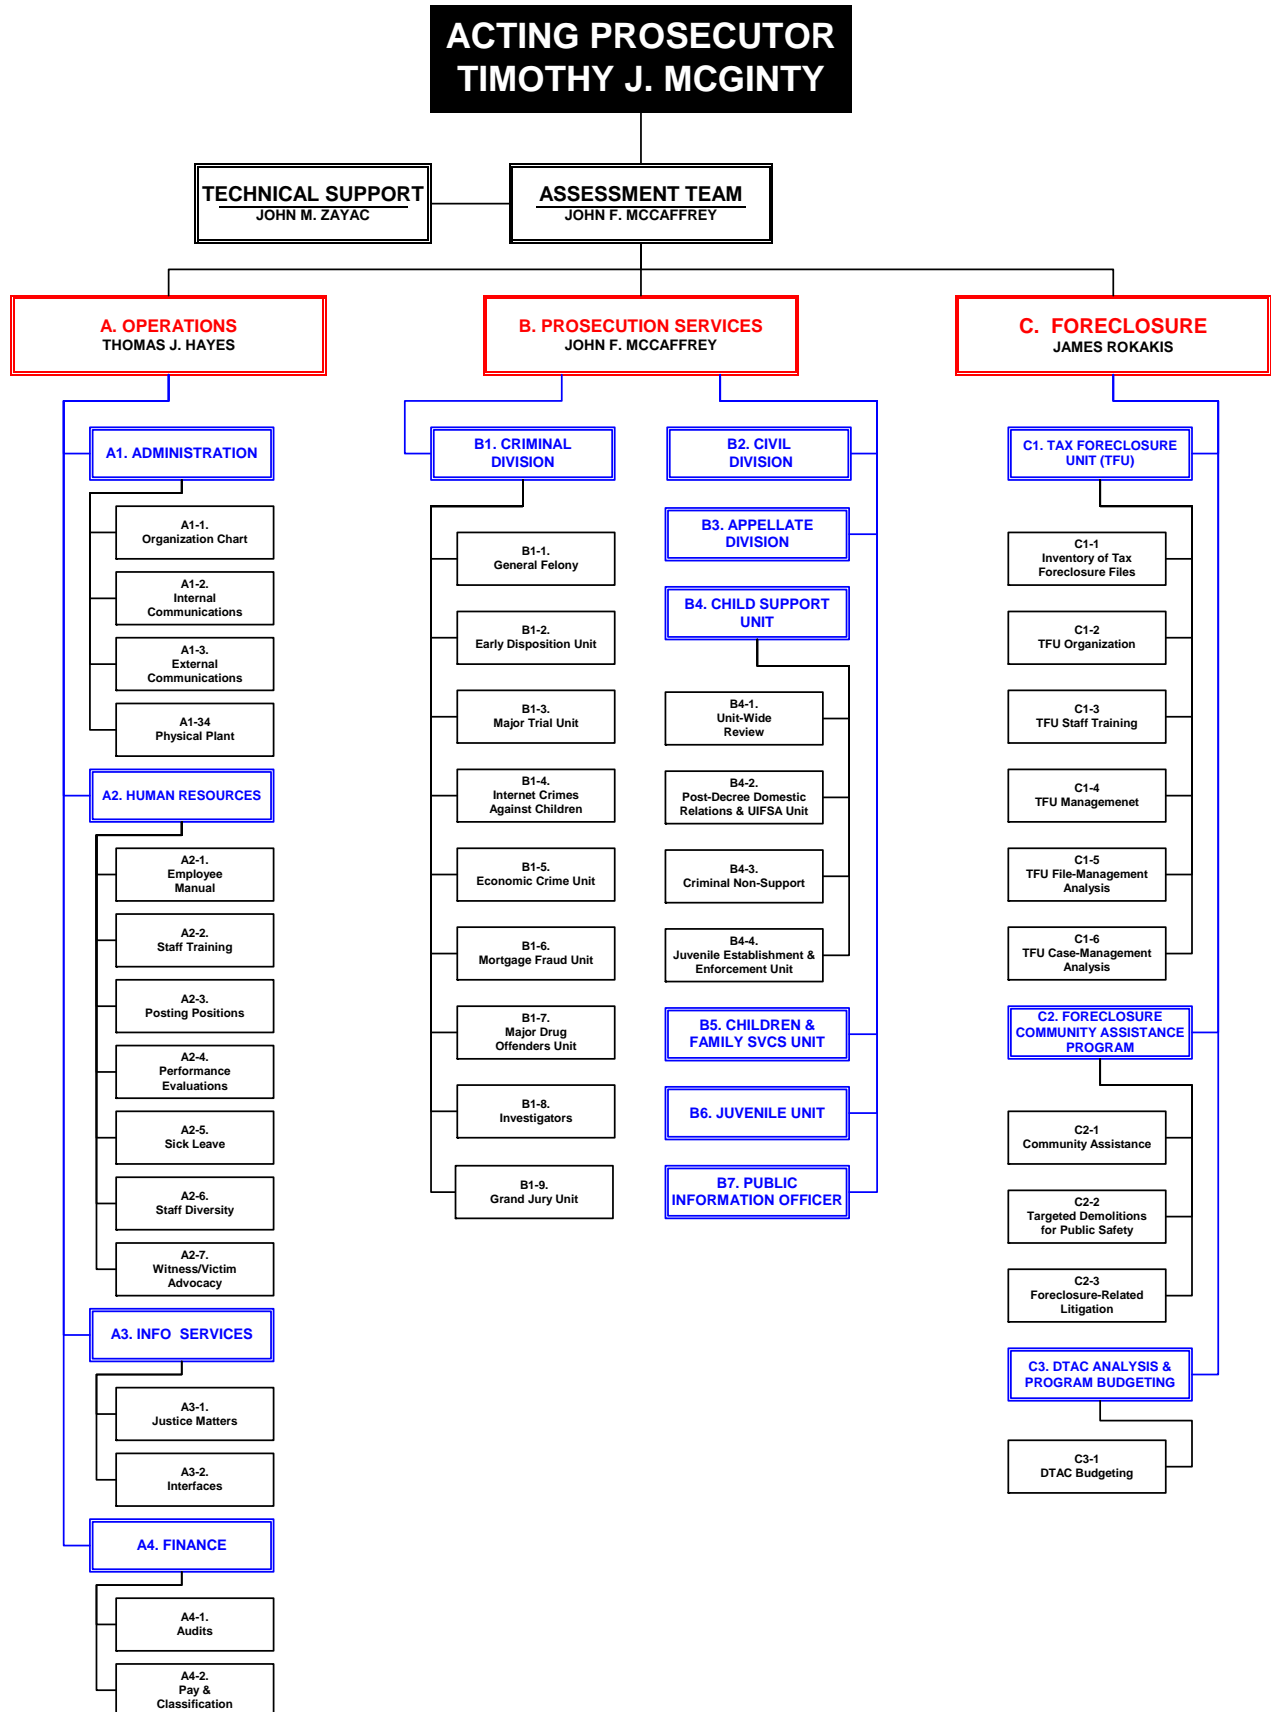 ACTING PROSECUTOR
TIMOTHY J. MCGINTY
TECHNICAL SUPPORT
JOHN M. ZAYAC
ASSESSMENT TEAM
JOHN F. MCCAFFREY
A. OPERATIONS
THOMAS J. HAYES
B. PROSECUTION SERVICES
JOHN F. MCCAFFREY
C. FORECLOSURE
JAMES ROKAKIS
A1. ADMINISTRATION
A1-1.
Organization Chart
A1-2.
Internal
Communications
A1-3.
External
Communications
A1-34
Physical Plant
A2. HUMAN RESOURCES
A2-1.
Employee
Manual
A2-2.
Staff Training
A2-3.
Posting Positions
A2-4.
Performance
Evaluations
A2-5.
Sick Leave
A2-6.
Staff Diversity
A2-7.
Witness/Victim
Advocacy
A3. INFO SERVICES
A3-1.
Justice Matters
A3-2.
Interfaces
A4. FINANCE
A4-1.
Audits
A4-2.
Pay &
Classification
B1. CRIMINAL
DIVISION
B1-1.
General Felony
B1-2.
Early Disposition Unit
B1-3.
Major Trial Unit
B1-4.
Internet Crimes
Against Children
B1-5.
Economic Crime Unit
B1-6.
Mortgage Fraud Unit
B1-7.
Major Drug
Offenders Unit
B1-8.
Investigators
B1-9.
Grand Jury Unit
B2. CIVIL
DIVISION
B3. APPELLATE
DIVISION
B4. CHILD SUPPORT
UNIT
B4-1.
Unit-Wide
Review
B4-2.
Post-Decree Domestic
Relations & UIFSA Unit
B4-3.
Criminal Non-Support
B4-4.
Juvenile Establishment &
Enforcement Unit
B5. CHILDREN &
FAMILY SVCS UNIT
B6. JUVENILE UNIT
B7. PUBLIC
INFORMATION OFFICER
C1. TAX FORECLOSURE
UNIT (TFU)
C1-1
Inventory of Tax
Foreclosure Files
C1-2
TFU Organization
C1-3
TFU Staff Training
C1-4
TFU Managemenet
C1-5
TFU File-Management
Analysis
C1-6
TFU Case-Management
Analysis
C2. FORECLOSURE
COMMUNITY ASSISTANCE
PROGRAM
C2-1
Community Assistance
C2-2
Targeted Demolitions
for Public Safety
C2-3
Foreclosure-Related
Litigation
C3. DTAC ANALYSIS &
PROGRAM BUDGETING
C3-1
DTAC Budgeting